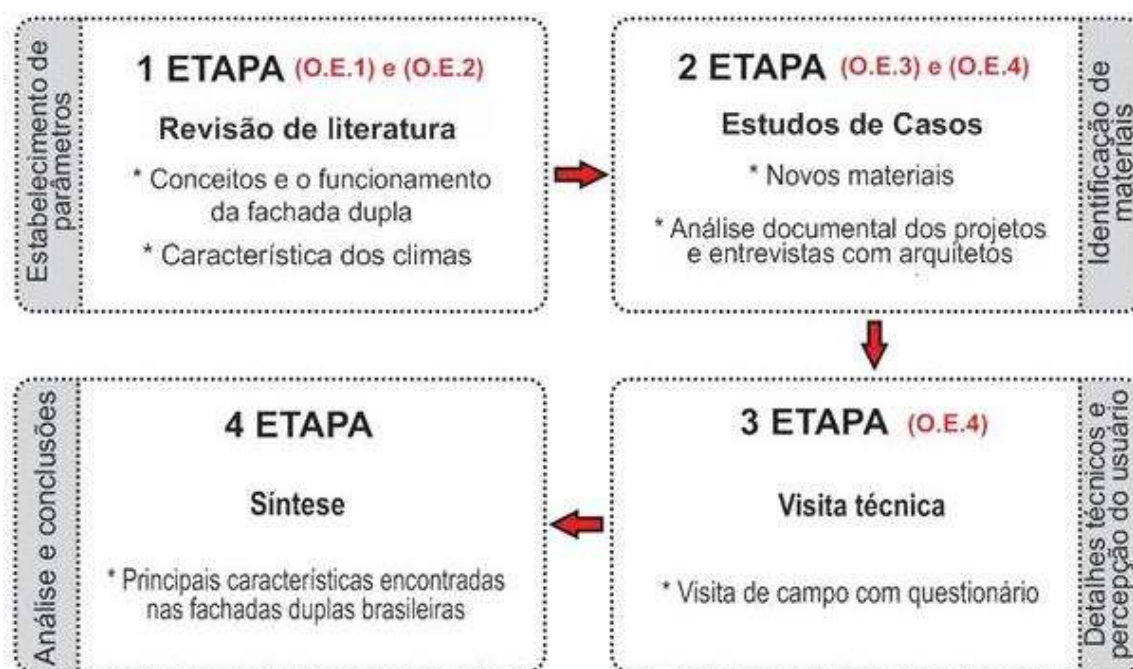 Estabelecimento de
parâmetros
1 ETAPA (O.E.1) e (O.E.2)
Revisão de literatura
* Conceitos e o funcionamento
da fachada dupla
* Característica dos climas
2 ETAPA (O.E.3) e (O.E.4)
Estudos de Casos
* Novos materiais
* Análise documental dos projetos
e entrevistas com arquitetos
Identificação de
materiais
3 ETAPA (O.E.4)
Visita técnica
* Visita de campo com questionário
Detalhes técnicos e
percepção do usuário
Análise e conclusões
4 ETAPA
Síntese
* Principais características encontradas
nas fachadas duplas brasileiras